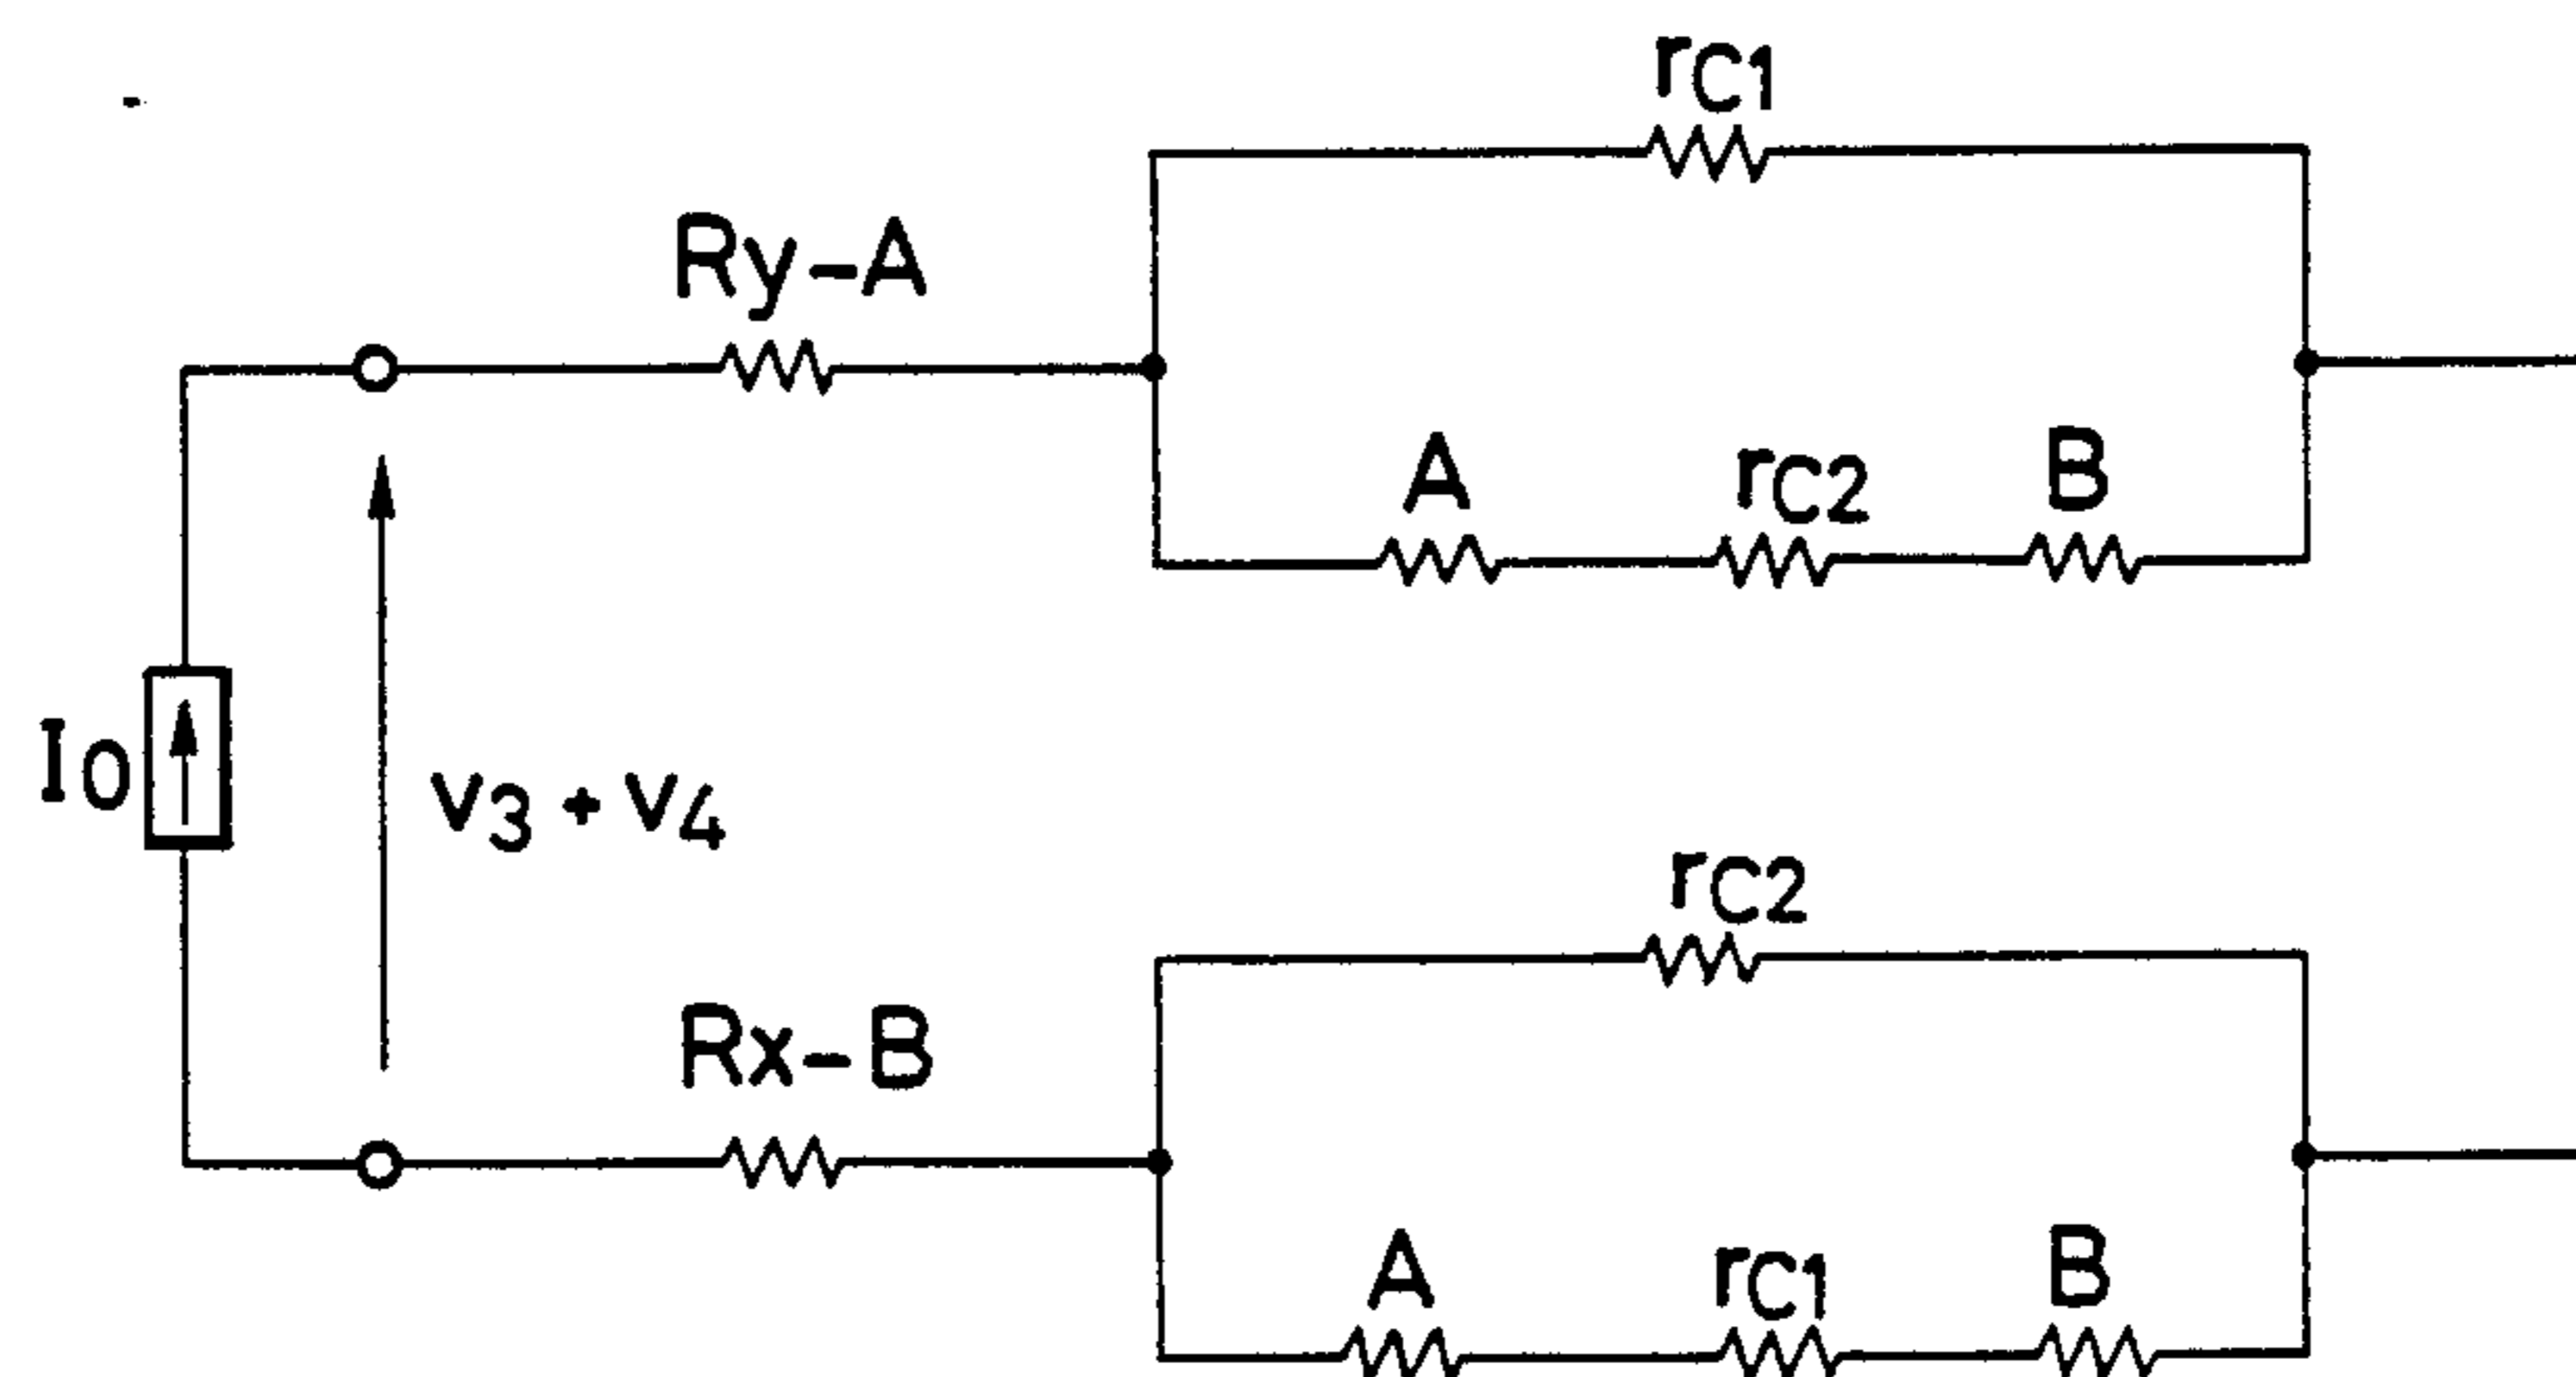 rC1
Ry-A
A
rC2
B
I0
v3 + v4
rC2
Rx-B
A
rC1
B